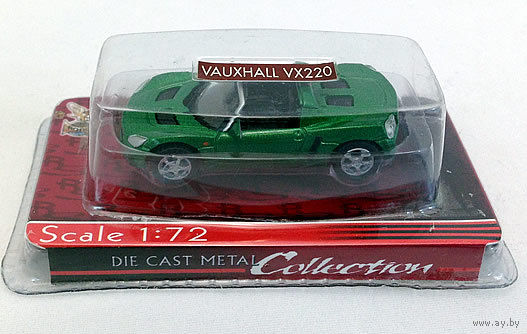 VAUXHALL VX220
Scale 1:72
DIE CAST METAL Collection
www.ay.by